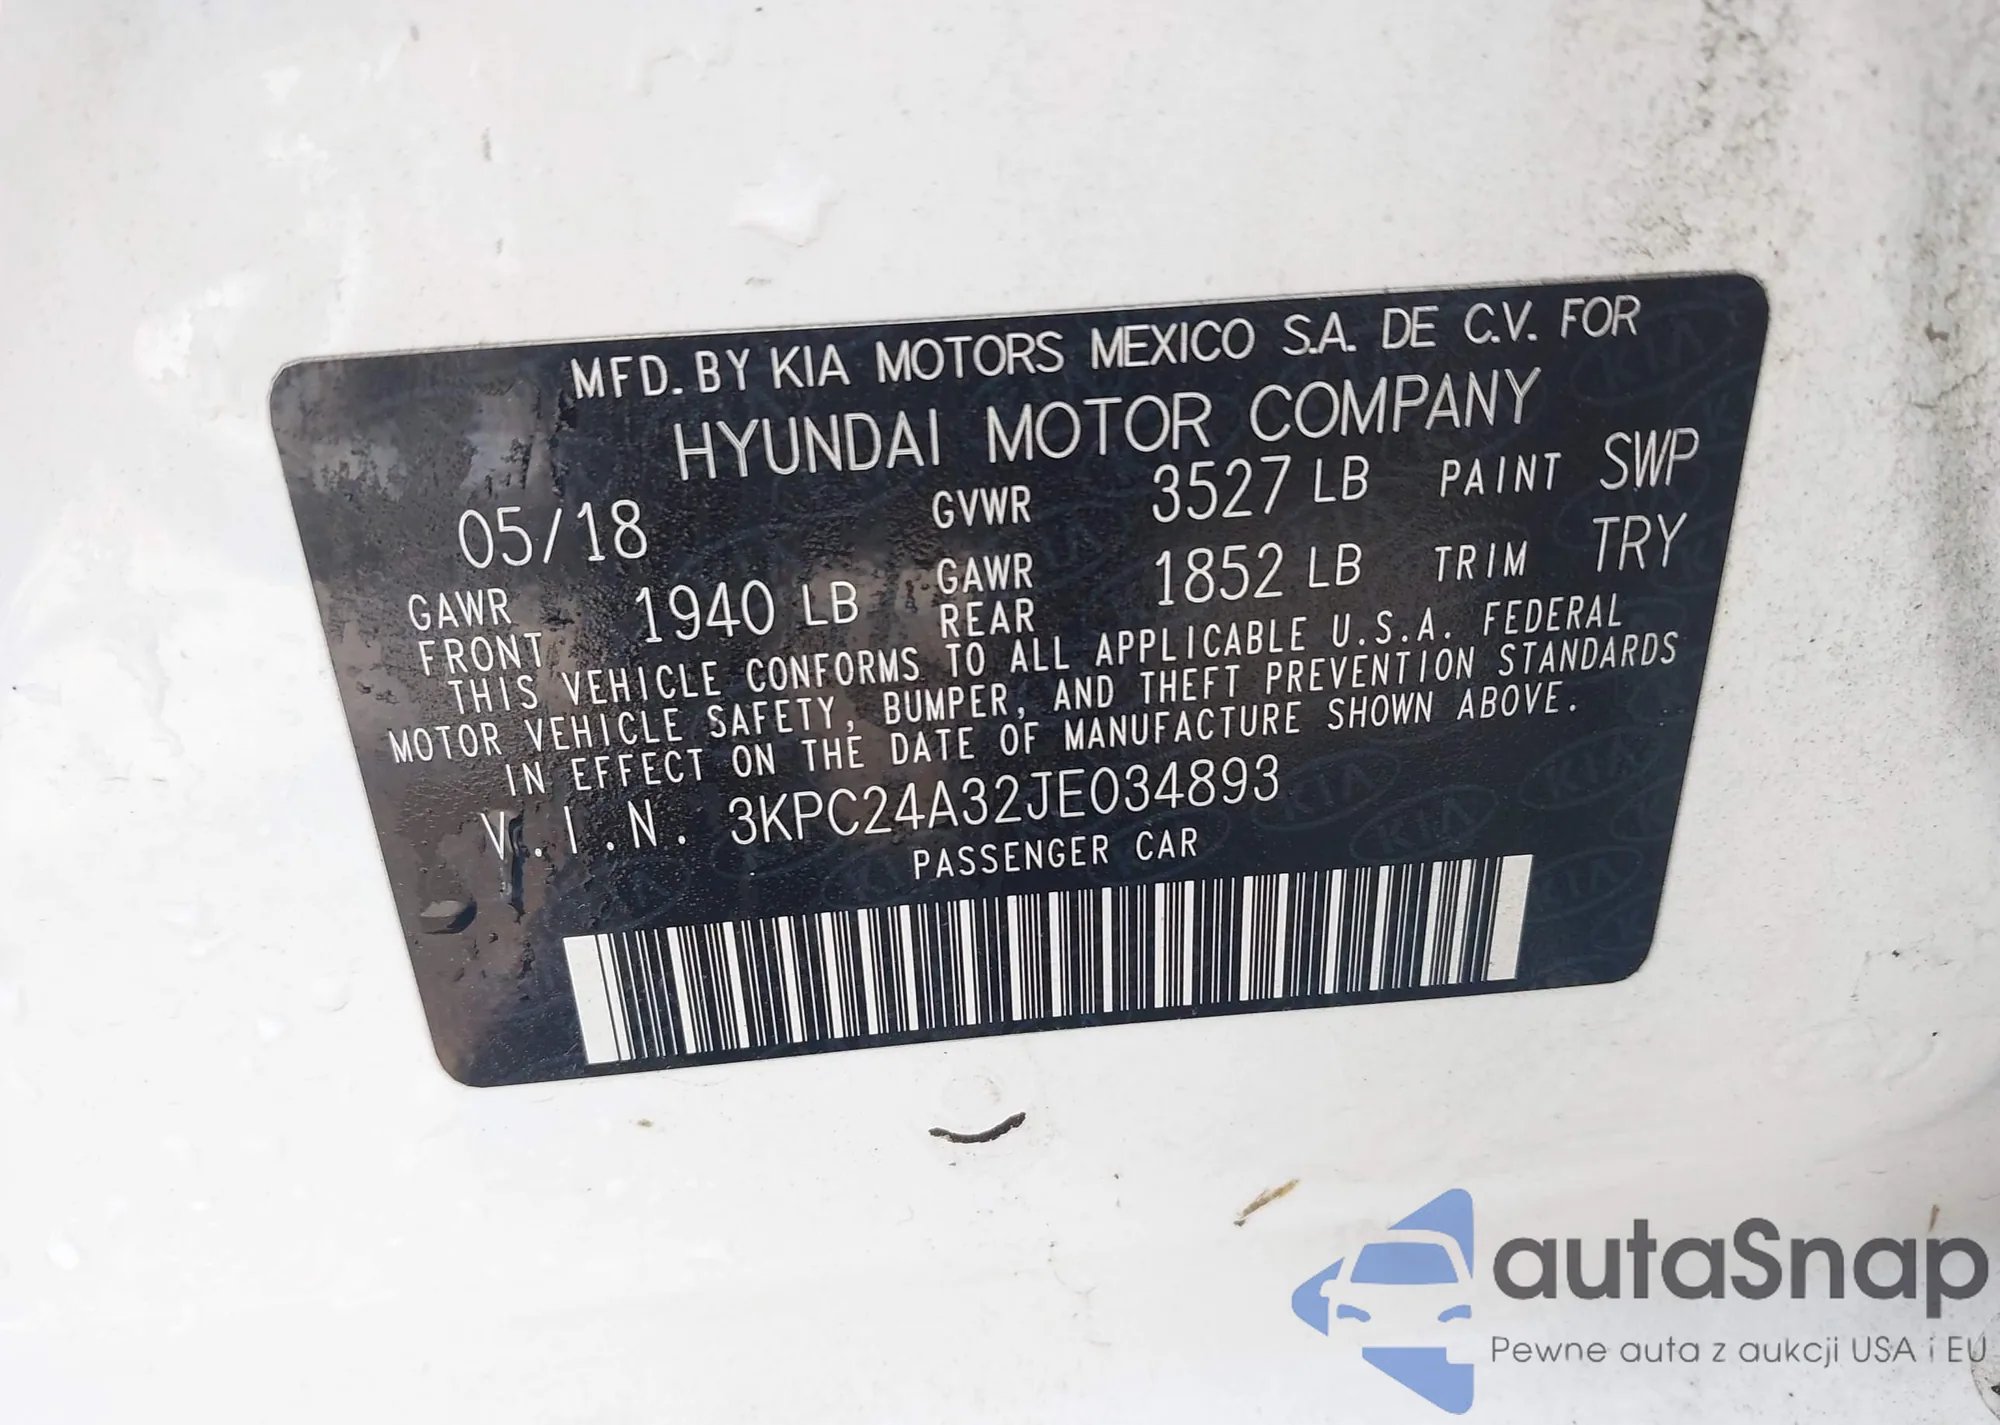 MFD. BY KIA MOTORS MEXICO S.A. DE C.V. FOR
HYUNDAI MOTOR COMPANY
05/18 GVWR 3527 LB PAINT SWP
GAWR FRONT 1940 LB GAWR REAR 1852 LB TRIM TRY
THIS VEHICLE CONFORMS TO ALL APPLICABLE U.S.A. FEDERAL
MOTOR VEHICLE SAFETY, BUMPER, AND THEFT PREVENTION STANDARDS
IN EFFECT ON THE DATE OF MANUFACTURE SHOWN ABOVE.
V.I.N. 3KPC24A32JE034893
PASSENGER CAR
autaSnap
Pewne auta z aukcji USA i EU